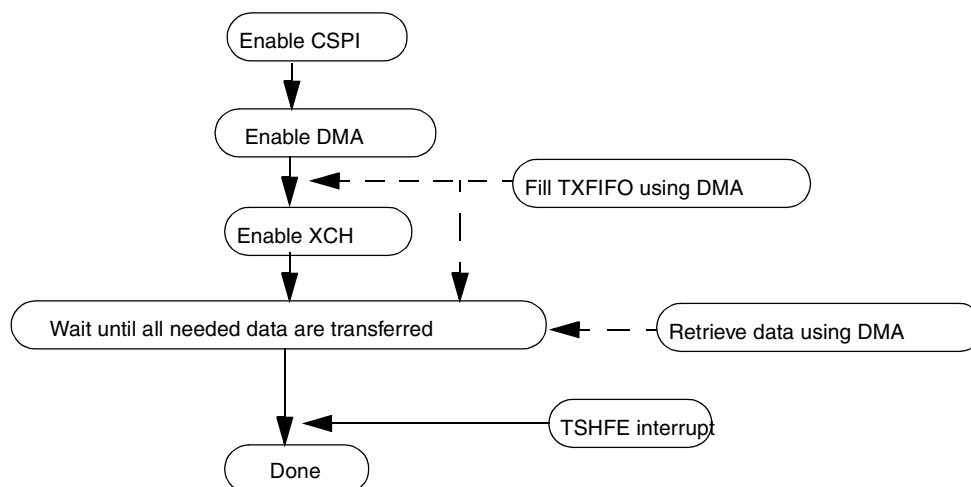 Enable CSPI
Enable DMA
Fill TXFIFO using DMA
Enable XCH
Wait until all needed data are transferred
Retrieve data using DMA
TSHFE interrupt
Done